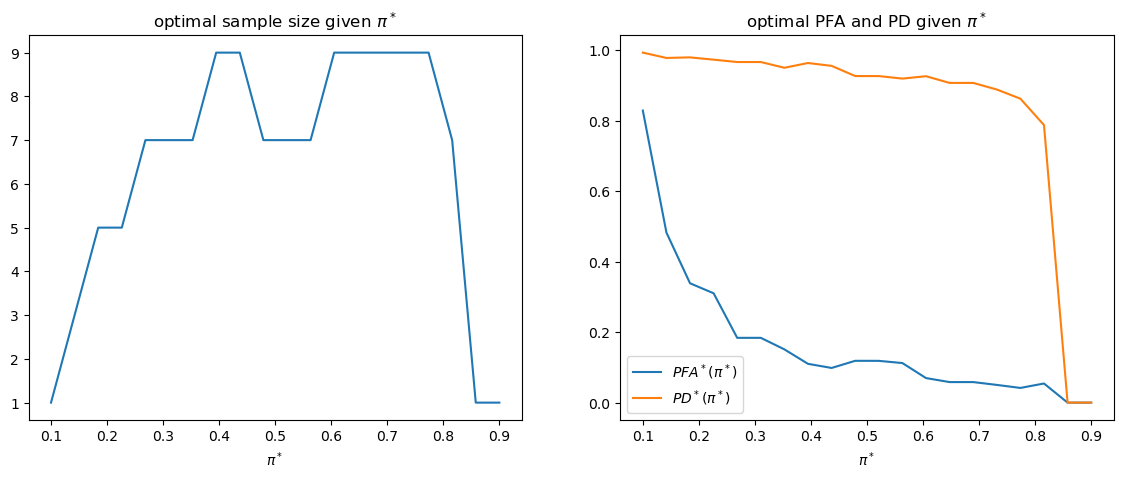 optimal sample size given π*
9
8
7
6
5
4
3
2
1
0.1 0.2 0.3 0.4 0.5 0.6 0.7 0.8 0.9
π*
optimal PFA and PD given π*
1.0
0.8
0.6
0.4
0.2
0.0
PFA*(π*)
PD*(π*)
0.1 0.2 0.3 0.4 0.5 0.6 0.7 0.8 0.9
π*